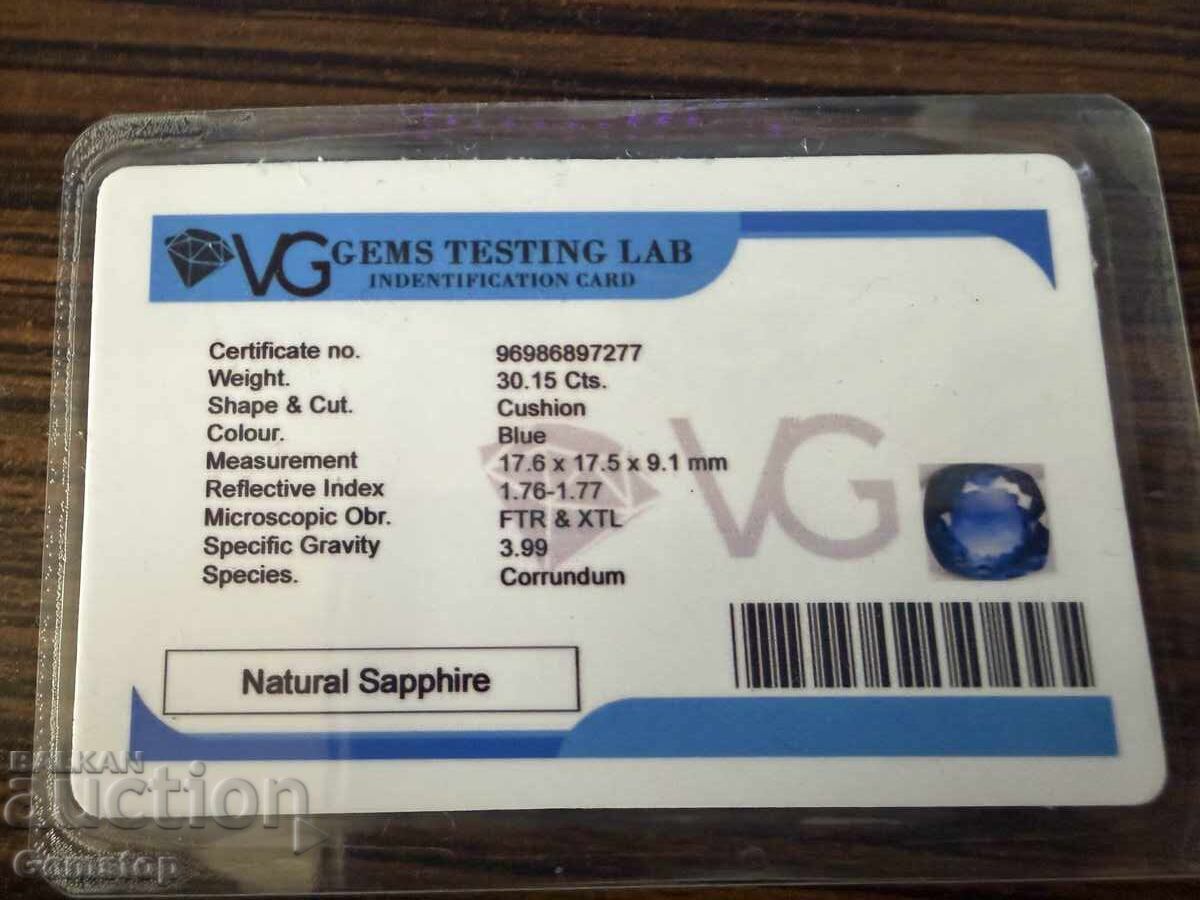 VG GEMS TESTING LAB
INDENTIFICATION CARD
Certificate no. 96986897277
Weight. 30.15 Cts.
Shape & Cut. Cushion
Colour. Blue
Measurement 17.6 x 17.5 x 9.1 mm
Reflective Index 1.76-1.77
Microscopic Obr. FTR & XTL
Specific Gravity 3.99
Species. Corrundum
VG
Natural Sapphire
BALKAN
auction
Gemstop